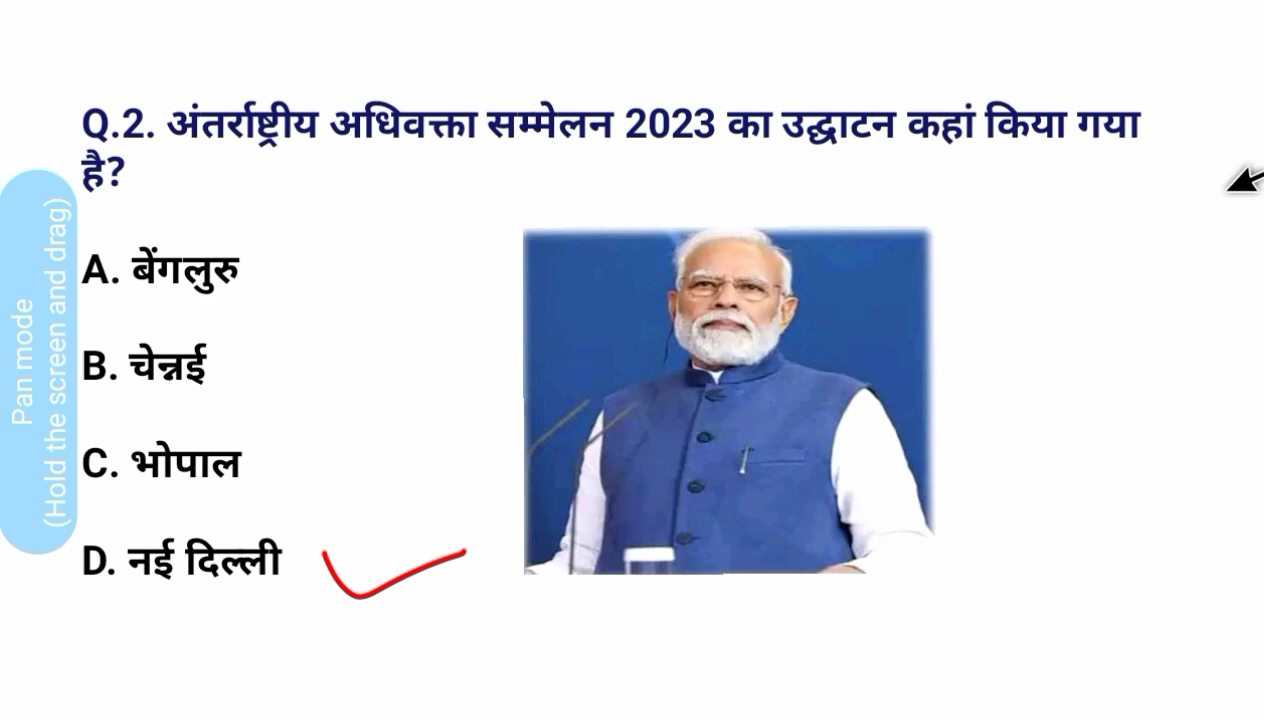 Q.2. अंतर्राष्ट्रीय अधिवक्ता सम्मेलन 2023 का उद्घाटन कहां किया गया
है?
A. बेंगलुरु
B. चेन्नई
C. भोपाल
D. नई दिल्ली
Pan mode
(Hold the screen and drag)